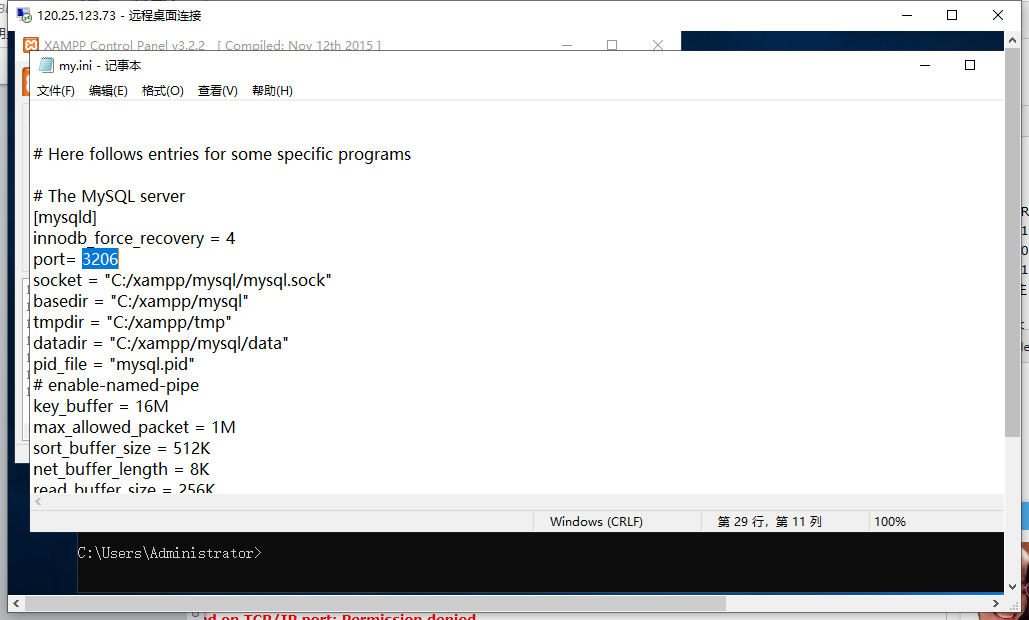 120.25.123.73 - 远程桌面连接
XAMPP Control Panel v3.2.2 [ Compiled: Nov 12th 2015 ]
my.ini - 记事本
文件(F) 编辑(E) 格式(O) 查看(V) 帮助(H)
# Here follows entries for some specific programs
# The MySQL server
[mysqld]
innodb_force_recovery = 4
port= 3206
socket = "C:/xampp/mysql/mysql.sock"
basedir = "C:/xampp/mysql"
tmpdir = "C:/xampp/tmp"
datadir = "C:/xampp/mysql/data"
pid_file = "mysql.pid"
# enable-named-pipe
key_buffer = 16M
max_allowed_packet = 1M
sort_buffer_size = 512K
net_buffer_length = 8K
read_buffer_size = 256K
Windows (CRLF) 第 29 行，第 11 列 100%
C:\Users\Administrator>
on TCP/IP port: Permission denied